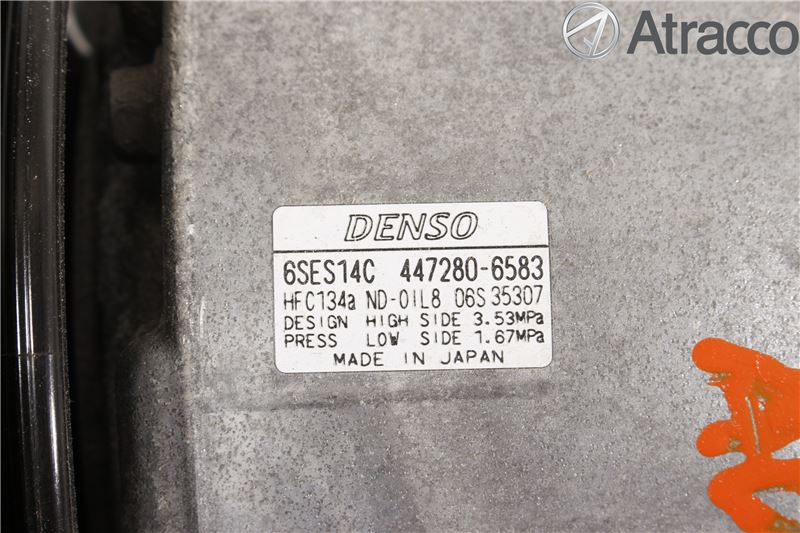 Atracco
DENSO
6SES14C 447280-6583
HFC134a ND-OIL8 06S35307
DESIGN HIGH SIDE 3.53MPa
PRESS LOW SIDE 1.67MPa
MADE IN JAPAN